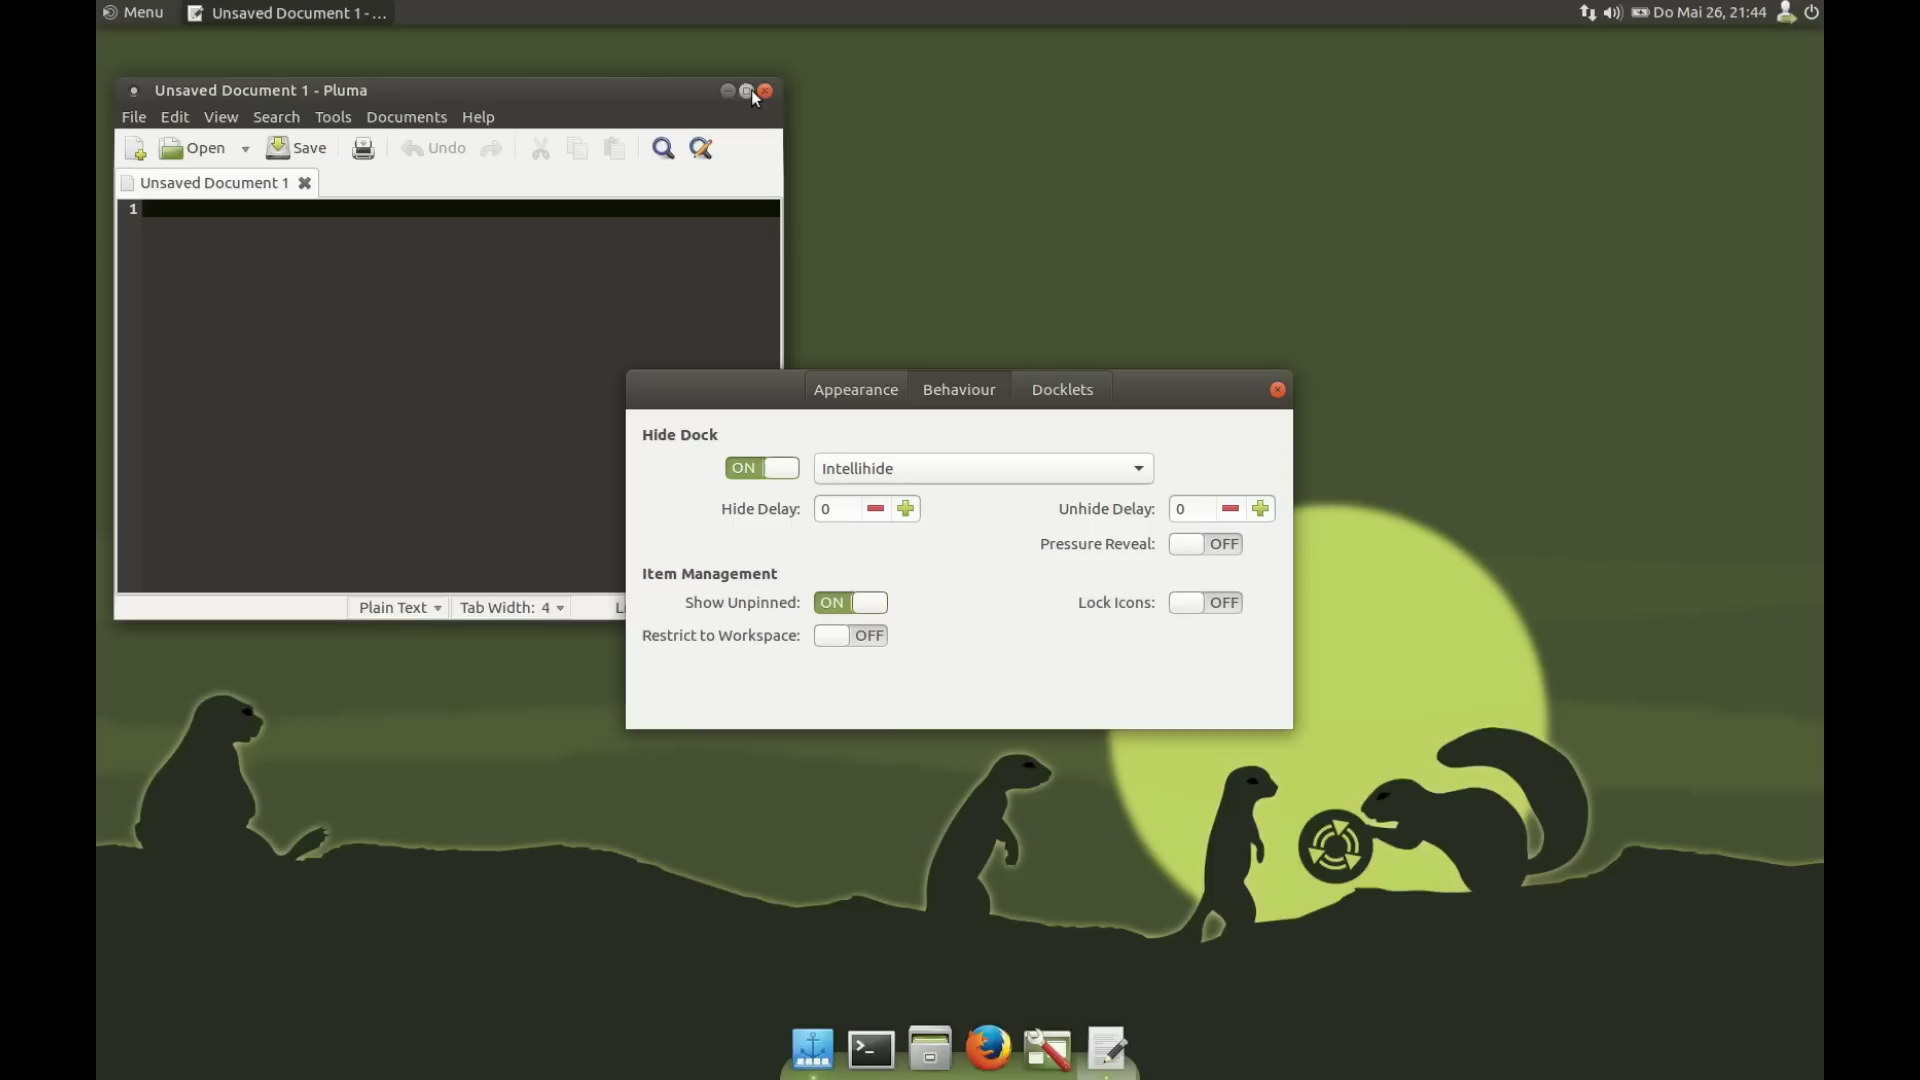 Menu
Unsaved Document 1 - ...
Do Mai 26, 21:44
Unsaved Document 1 - Pluma
File Edit View Search Tools Documents Help
Open Save Undo
Unsaved Document 1
1
Appearance Behaviour Docklets
Hide Dock
ON Intellihide
Hide Delay: 0 Unhide Delay: 0
Pressure Reveal: OFF
Item Management
Show Unpinned: ON Lock Icons: OFF
Plain Text Tab Width: 4
Restrict to Workspace: OFF
>_